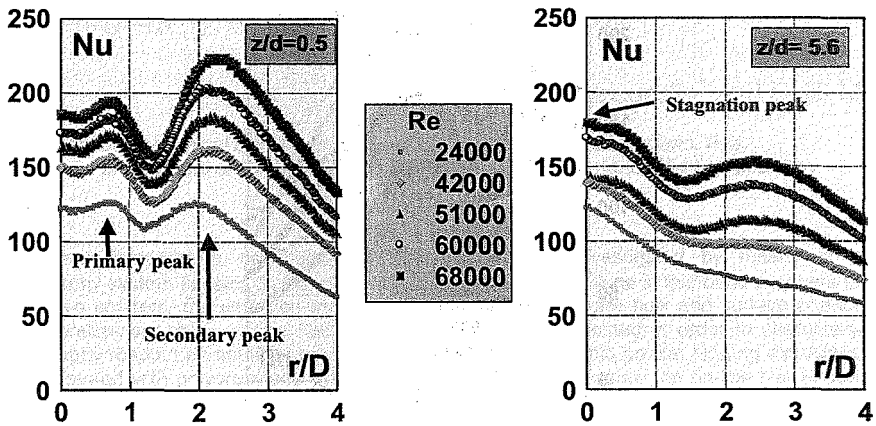 250
Nu
z/d=0.5
200
150
100
Primary peak
50
Secondary peak
r/D
0
0 1 2 3 4
Re
24000
42000
51000
60000
68000
250
Nu
z/d= 5.6
200
Stagnation peak
150
100
50
r/D
0
0 1 2 3 4